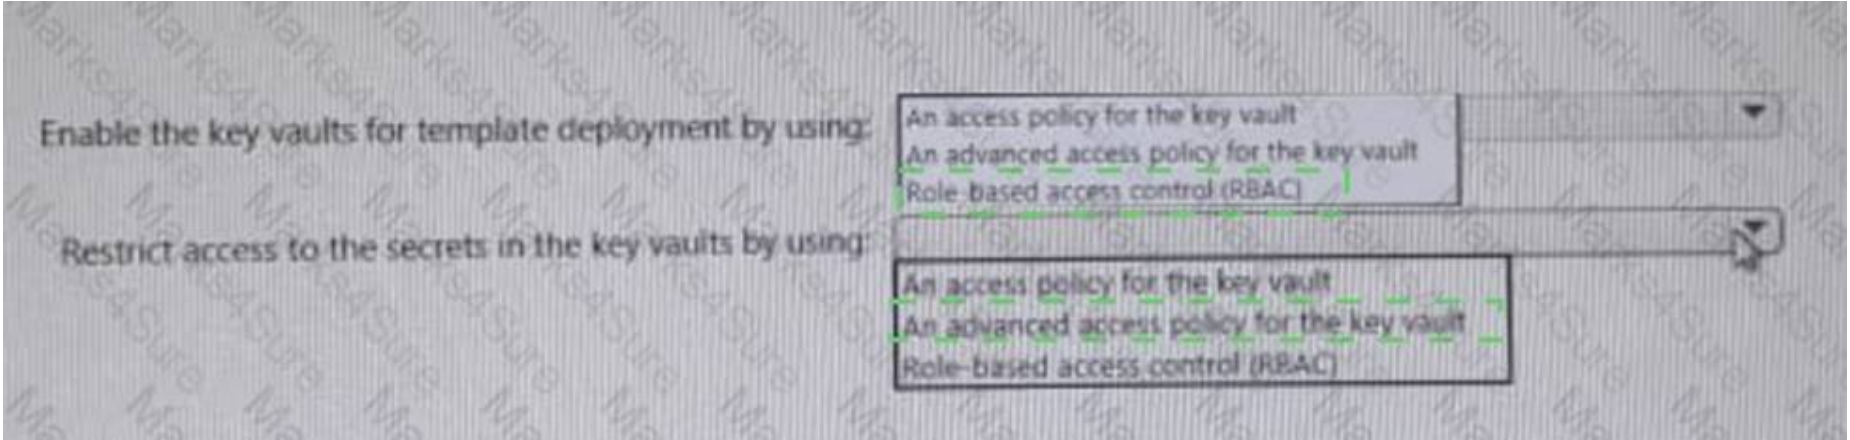 Enable the key vaults for template deployment by using:
An access policy for the key vault
An advanced access policy for the key vault
Role-based access control (RBAC)
Restrict access to the secrets in the key vaults by using:
An access policy for the key vault
An advanced access policy for the key vault
Role-based access control (RBAC)
Marks4Sure